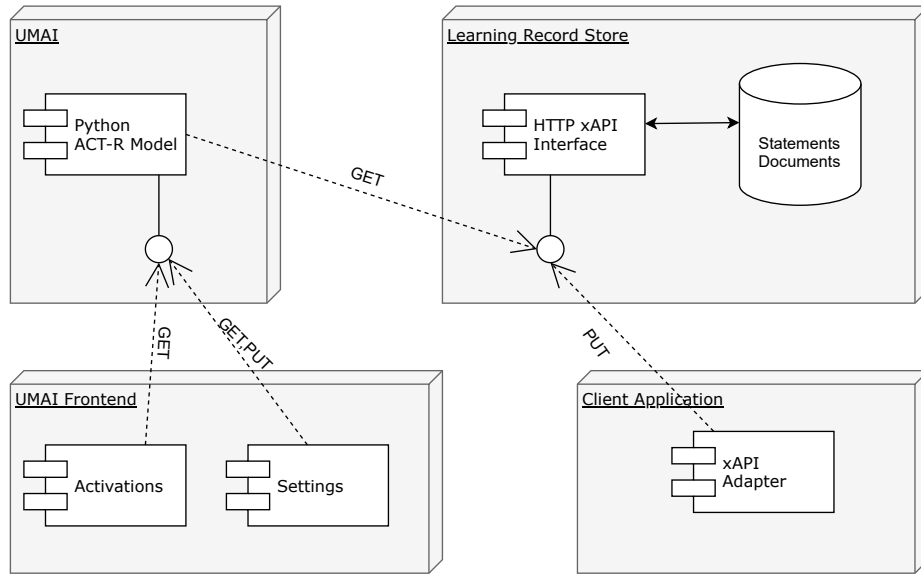 UMAI
Python
ACT-R Model
Learning Record Store
HTTP xAPI
Interface
Statements
Documents
GET
GET
GET,PUT
PUT
UMAI Frontend
Activations
Settings
Client Application
xAPI
Adapter